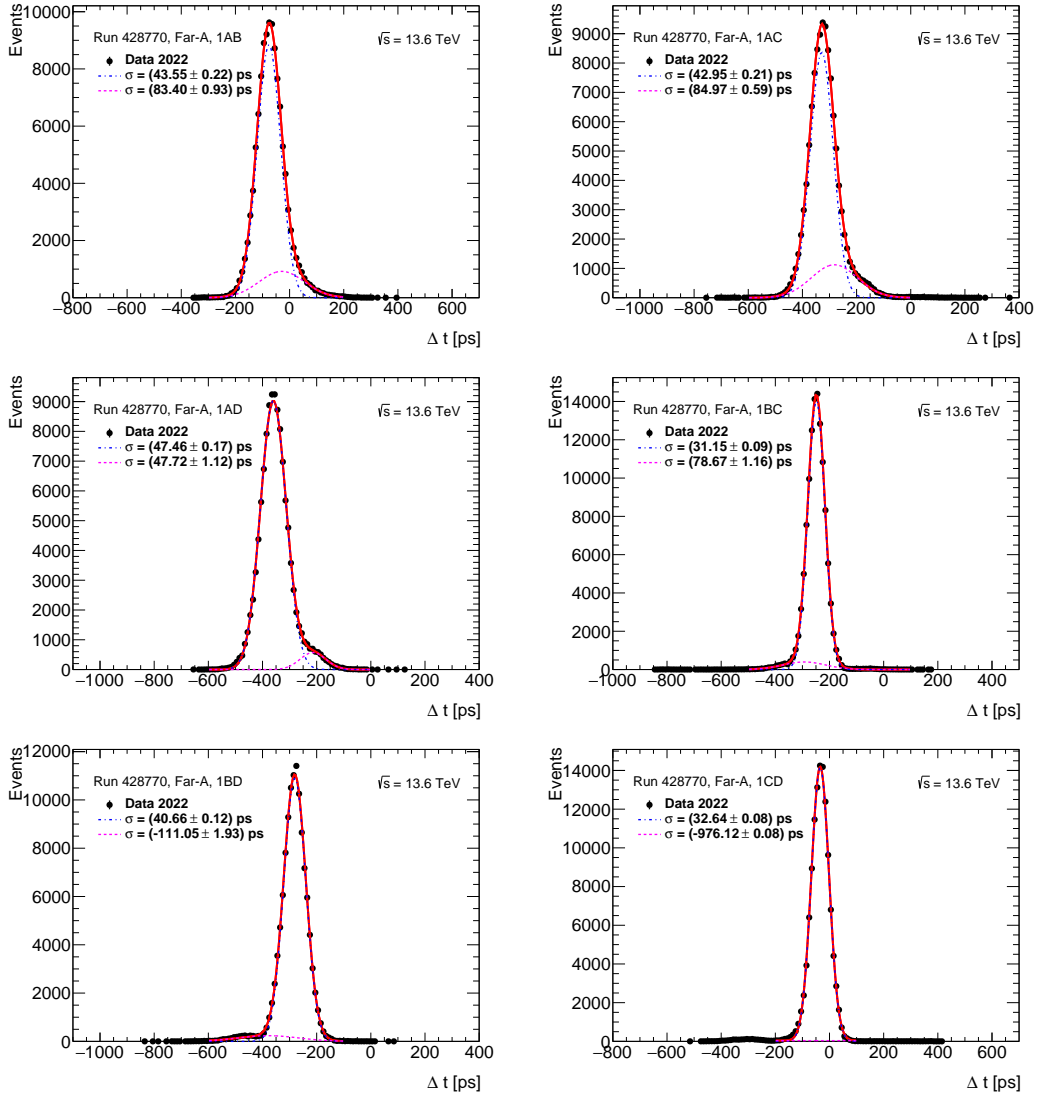 Events
Run 428770, Far-A, 1AB
√s = 13.6 TeV
Data 2022
σ = (43.55 ± 0.22) ps
σ = (83.40 ± 0.93) ps
0
2000
4000
6000
8000
10000
−800 −600 −400 −200 0 200 400 600
Δ t [ps]
Events
Run 428770, Far-A, 1AC
√s = 13.6 TeV
Data 2022
σ = (42.95 ± 0.21) ps
σ = (84.97 ± 0.59) ps
0
1000
2000
3000
4000
5000
6000
7000
8000
9000
−1000 −800 −600 −400 −200 0 200 400
Δ t [ps]
Events
Run 428770, Far-A, 1AD
√s = 13.6 TeV
Data 2022
σ = (47.46 ± 0.17) ps
σ = (47.72 ± 1.12) ps
0
1000
2000
3000
4000
5000
6000
7000
8000
9000
−1000 −800 −600 −400 −200 0 200 400
Δ t [ps]
Events
Run 428770, Far-A, 1BC
√s = 13.6 TeV
Data 2022
σ = (31.15 ± 0.09) ps
σ = (78.67 ± 1.16) ps
0
2000
4000
6000
8000
10000
12000
14000
−1000 −800 −600 −400 −200 0 200 400
Δ t [ps]
Events
Run 428770, Far-A, 1BD
√s = 13.6 TeV
Data 2022
σ = (40.66 ± 0.12) ps
σ = (-111.05 ± 1.93) ps
0
2000
4000
6000
8000
10000
12000
−1000 −800 −600 −400 −200 0 200 400
Δ t [ps]
Events
Run 428770, Far-A, 1CD
√s = 13.6 TeV
Data 2022
σ = (32.64 ± 0.08) ps
σ = (-976.12 ± 0.08) ps
0
2000
4000
6000
8000
10000
12000
14000
−800 −600 −400 −200 0 200 400 600
Δ t [ps]